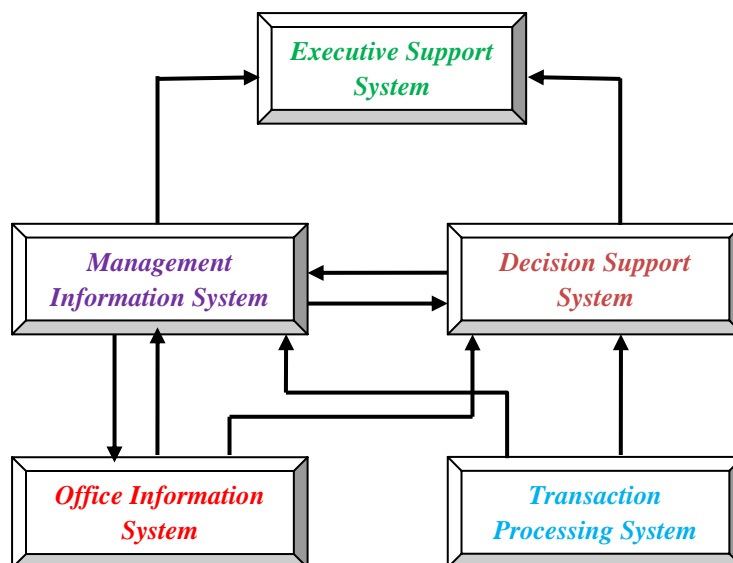 Executive Support
System
Management
Information System
Decision Support
System
Office Information
System
Transaction
Processing System